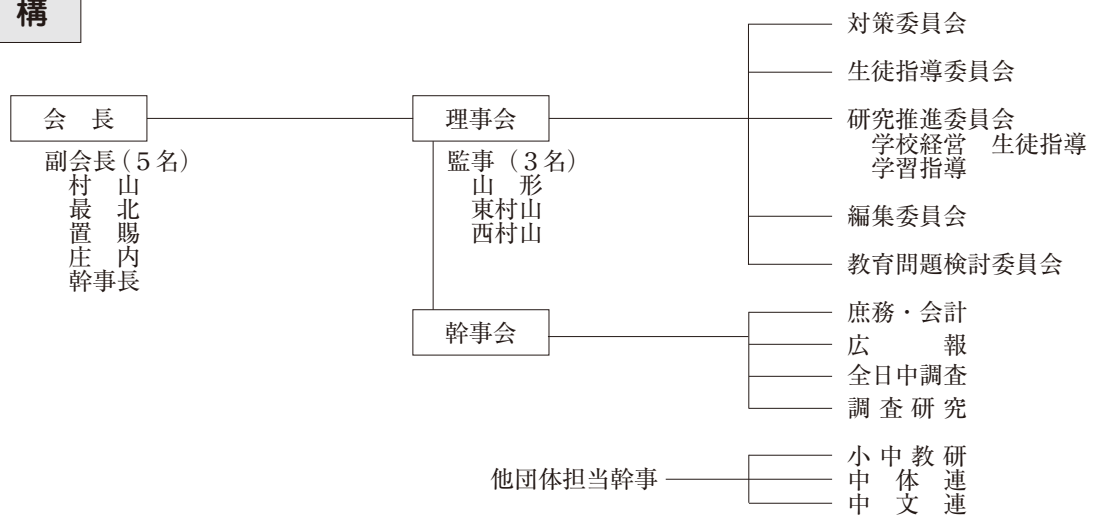 構
会　長
副会長（５名）
村　山
最　北
置　賜
庄　内
幹事長
理事会
監事（３名）
山　形
東村山
西村山
対策委員会
生徒指導委員会
研究推進委員会
学校経営　生徒指導
学習指導
編集委員会
教育問題検討委員会
幹事会
庶務・会計
広　　　報
全日中調査
調 査 研 究
他団体担当幹事
小 中 教 研
中　体　連
中　文　連